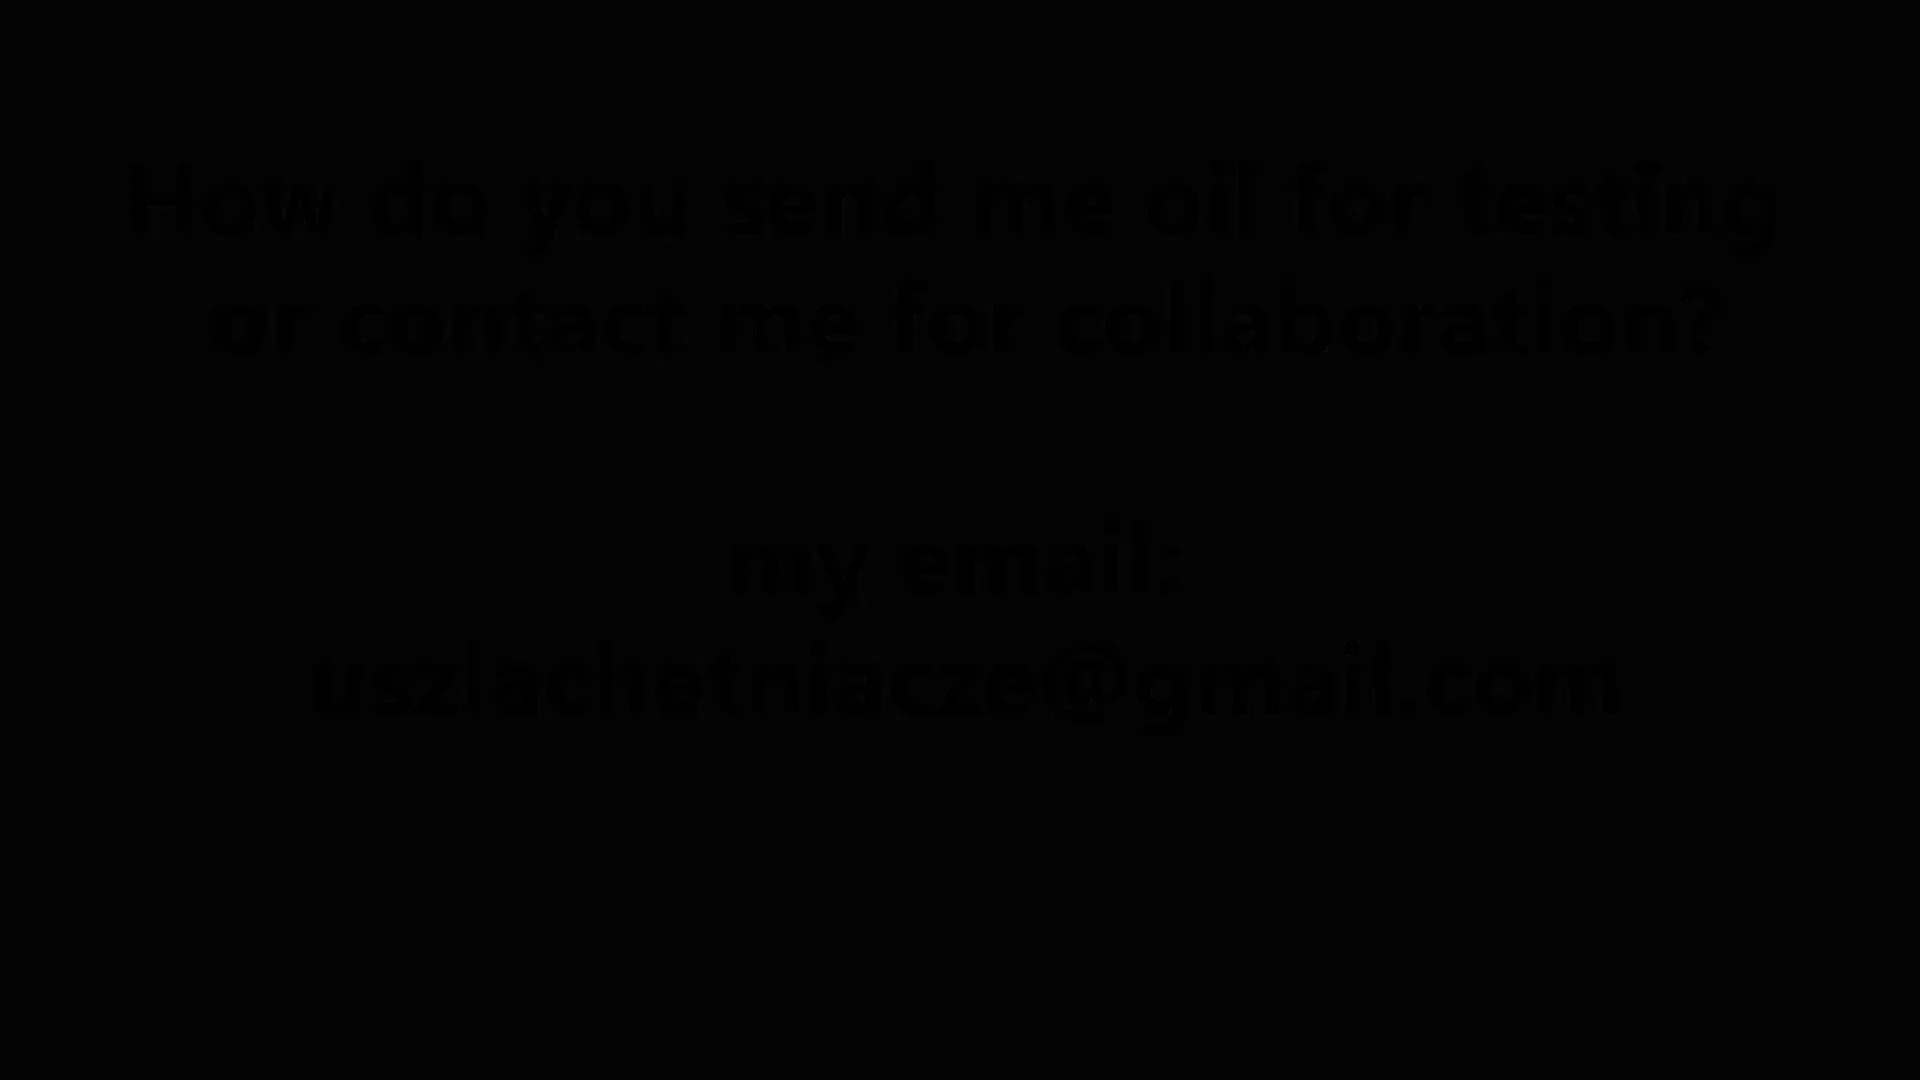 How do you send me oil for testing
or contact me for collaboration?
my email:
uszlachetniacze@gmail.com